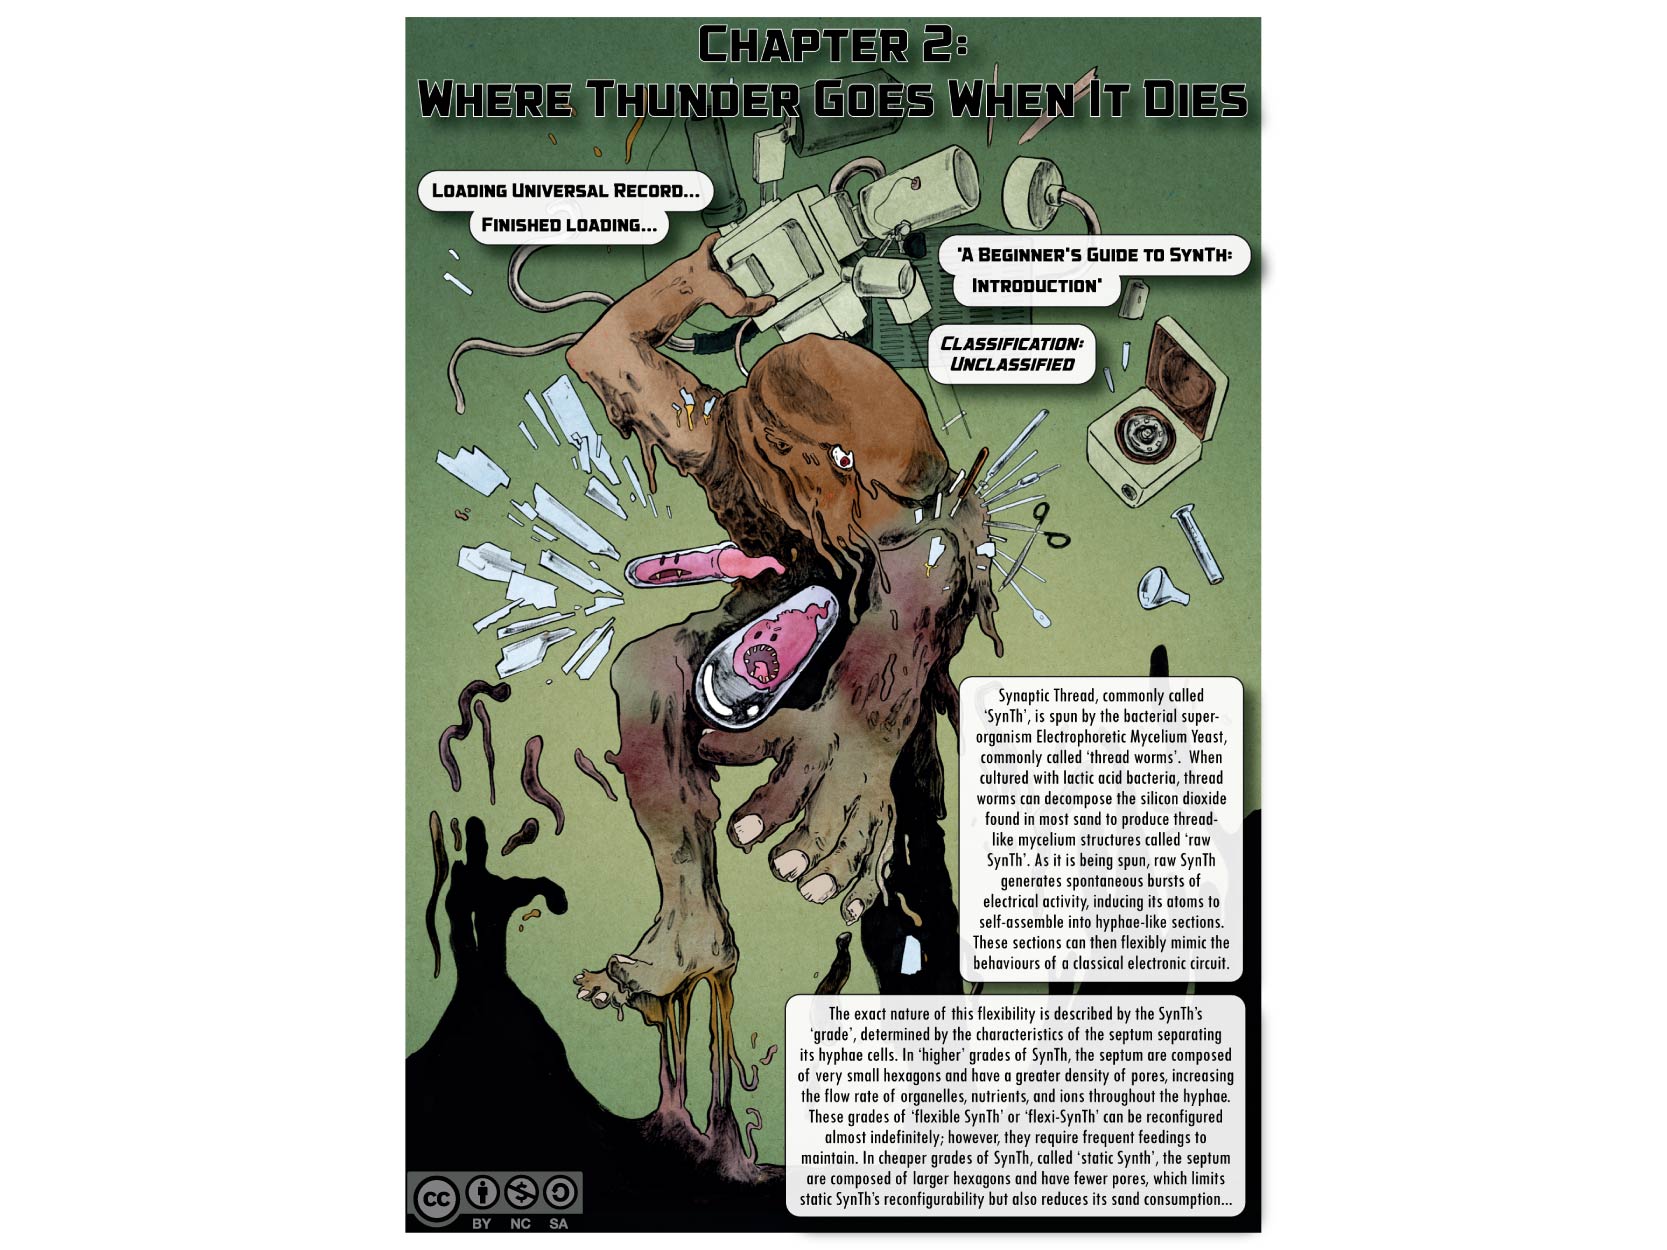 Chapter 2:
Where Thunder Goes When It Dies
Loading Universal Record...
Finished loading...
'A Beginner's Guide to SynTh:
Introduction'
Classification:
Unclassified
Synaptic Thread, commonly called
‘SynTh’, is spun by the bacterial super-
organism Electrophoretic Mycelium Yeast,
commonly called ‘thread worms’. When
cultured with lactic acid bacteria, thread
worms can decompose the silicon dioxide
found in most sand to produce thread-
like mycelium structures called ‘raw
SynTh’. As it is being spun, raw SynTh
generates spontaneous bursts of
electrical activity, inducing its atoms to
self-assemble into hyphae-like sections.
These sections can then flexibly mimic the
behaviours of a classical electronic circuit.
The exact nature of this flexibility is described by the SynTh’s
‘grade’, determined by the characteristics of the septum separating
its hyphae cells. In ‘higher’ grades of SynTh, the septum are composed
of very small hexagons and have a greater density of pores, increasing
the flow rate of organelles, nutrients, and ions throughout the hyphae.
These grades of ‘flexible SynTh’ or ‘flexi-SynTh’ can be reconfigured
almost indefinitely; however, they require frequent feedings to
maintain. In cheaper grades of SynTh, called ‘static Synth’, the septum
are composed of larger hexagons and have fewer pores, which limits
static SynTh’s reconfigurability but also reduces its sand consumption...
cc
BY NC SA